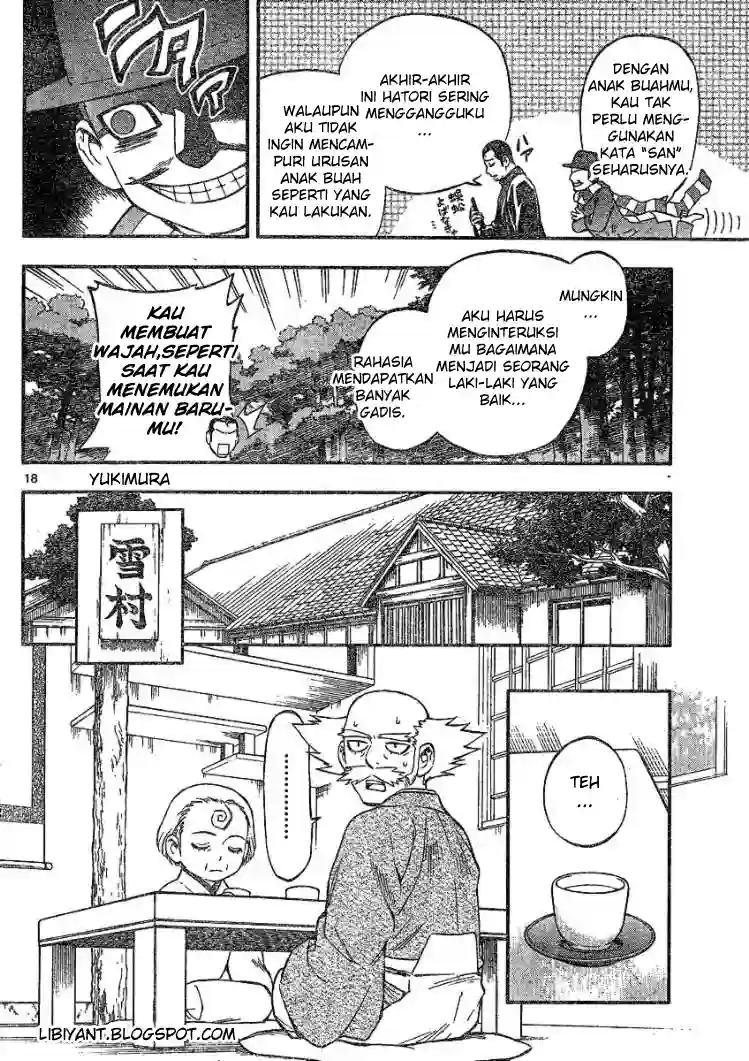 DENGAN
ANAK BUAHMU,
KAU TAK
PERLU MENG-
GUNAKAN
KATA "SAN"
SEHARUSNYA.
AKHIR-AKHIR
INI HATORI SERING
MENGGANGGUKU
...
WALAUPUN
AKU TIDAK
INGIN MENCAM-
PURI URUSAN
ANAK BUAH
SEPERTI YANG
KAU LAKUKAN.
ニヤァ
MUNGKIN
...
AKU HARUS
MENGINTERUKSI
MU BAGAIMANA
MENJADI SEORANG
LAKI-LAKI YANG
BAIK...
RAHASIA
MENDAPATKAN
BANYAK
GADIS.
KAU
MEMBUAT
WAJAH,SEPERTI
SAAT KAU
MENEMUKAN
MAINAN BARU-
MU!
18
YUKIMURA
雪村
TEH
...
LIBIYANT.BLOGSPOT.COM